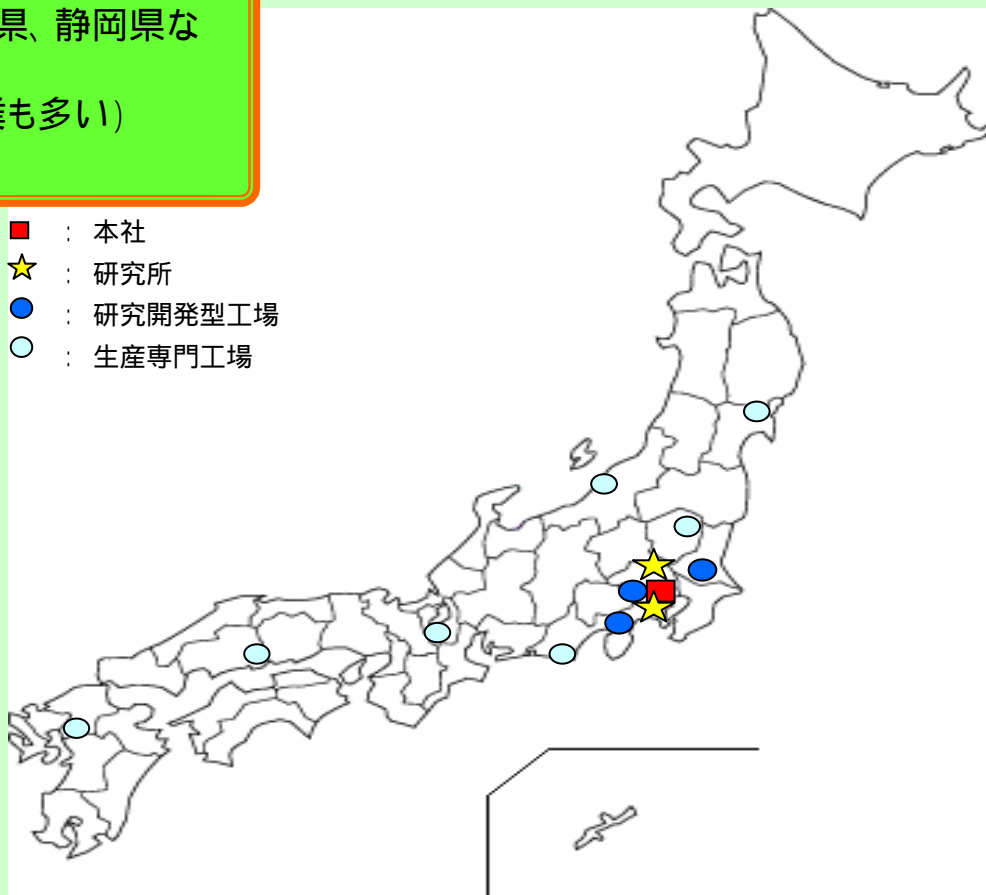 県、静岡県な
も多い)
： 本社
： 研究所
： 研究開発型工場
： 生産専門工場